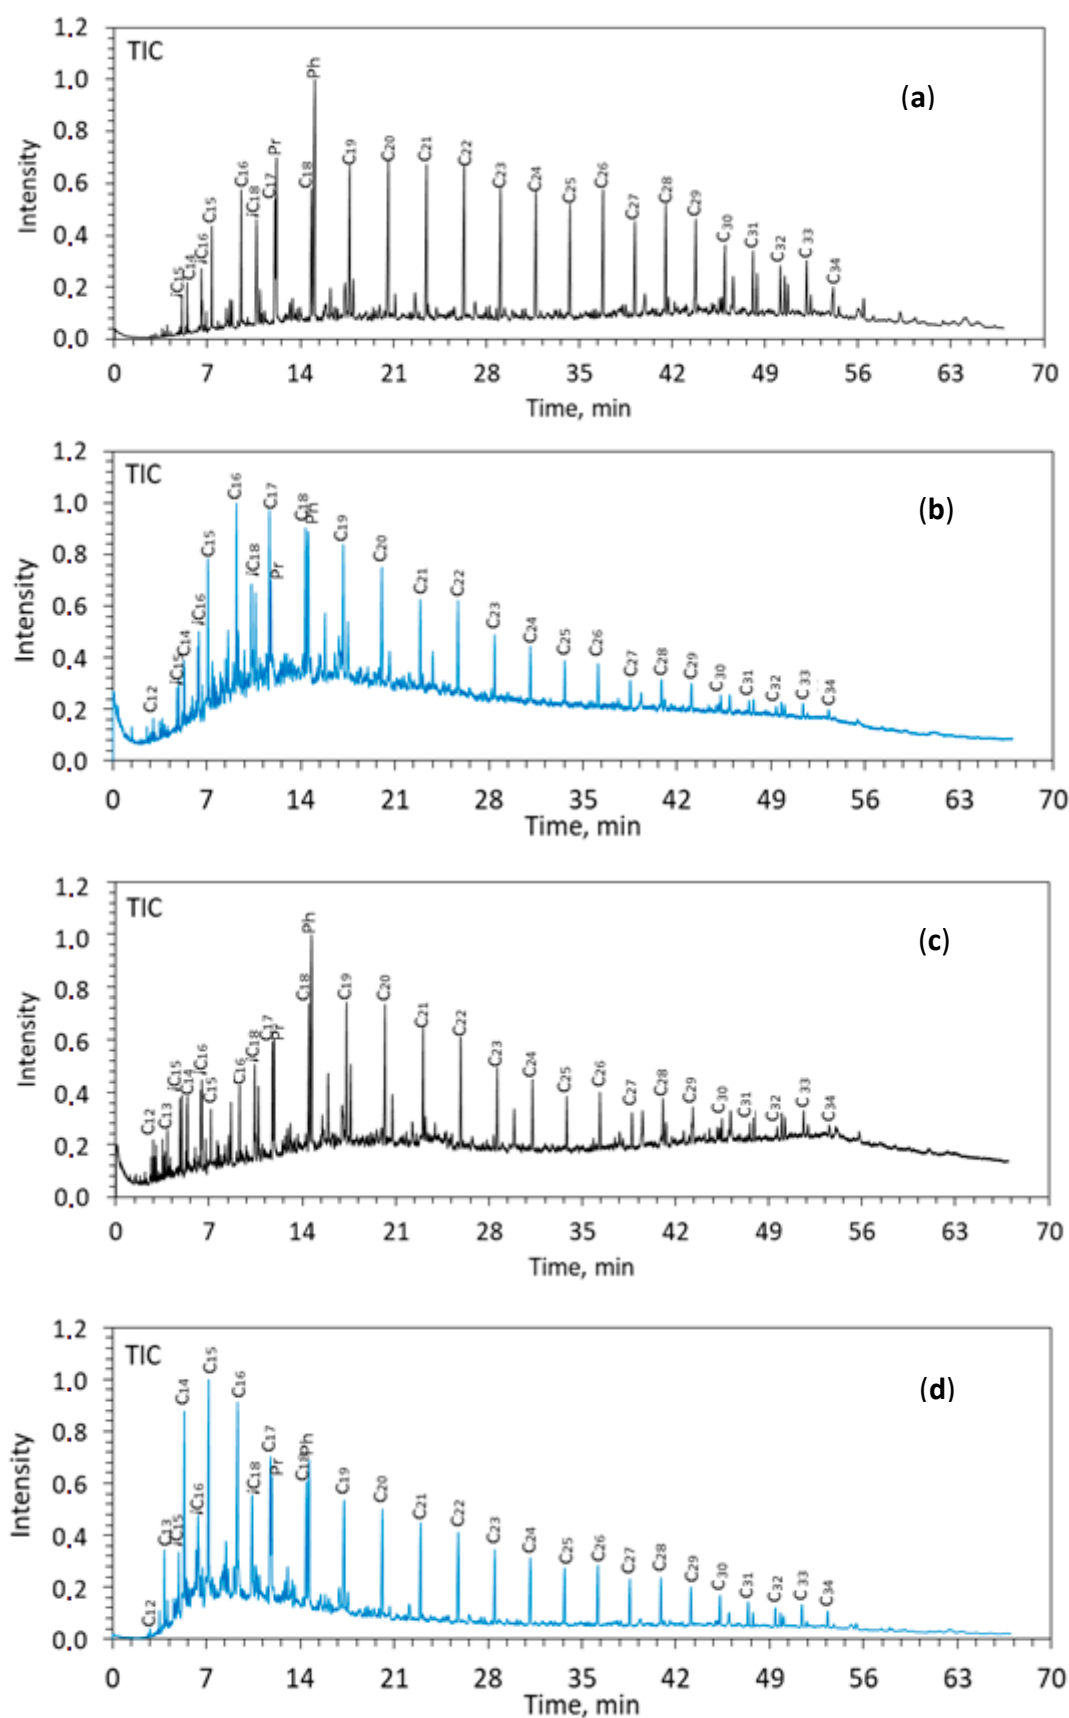 1.2
TIC
(a)
1.0
0.8
0.6
0.4
0.2
0.0
Intensity
iC15
C14
iC16
C15
C16
iC18
C17
Pr
C18
Ph
C19
C20
C21
C22
C23
C24
C25
C26
C27
C28
C29
C30
C31
C32
C33
C34
0 7 14 21 28 35 42 49 56 63 70
Time, min
1.2
TIC
(b)
1.0
0.8
0.6
0.4
0.2
0.0
Intensity
C12
iC15
C14
iC16
C15
C16
iC18
C17
Pr
C18
Ph
C19
C20
C21
C22
C23
C24
C25
C26
C27
C28
C29
C30
C31
C32
C33
C34
0 7 14 21 28 35 42 49 56 63 70
Time, min
1.2
TIC
(c)
1.0
0.8
0.6
0.4
0.2
0.0
Intensity
C12
C13
iC15
C14
iC16
C15
C16
iC18
C17
Pr
C18
Ph
C19
C20
C21
C22
C23
C24
C25
C26
C27
C28
C29
C30
C31
C32
C33
C34
0 7 14 21 28 35 42 49 56 63 70
Time, min
1.2
TIC
(d)
1.0
0.8
0.6
0.4
0.2
0.0
Intensity
C12
C13
iC15
C14
iC16
C15
C16
iC18
C17
Pr
C18
Ph
C19
C20
C21
C22
C23
C24
C25
C26
C27
C28
C29
C30
C31
C32
C33
C34
0 7 14 21 28 35 42 49 56 63 70
Time, min